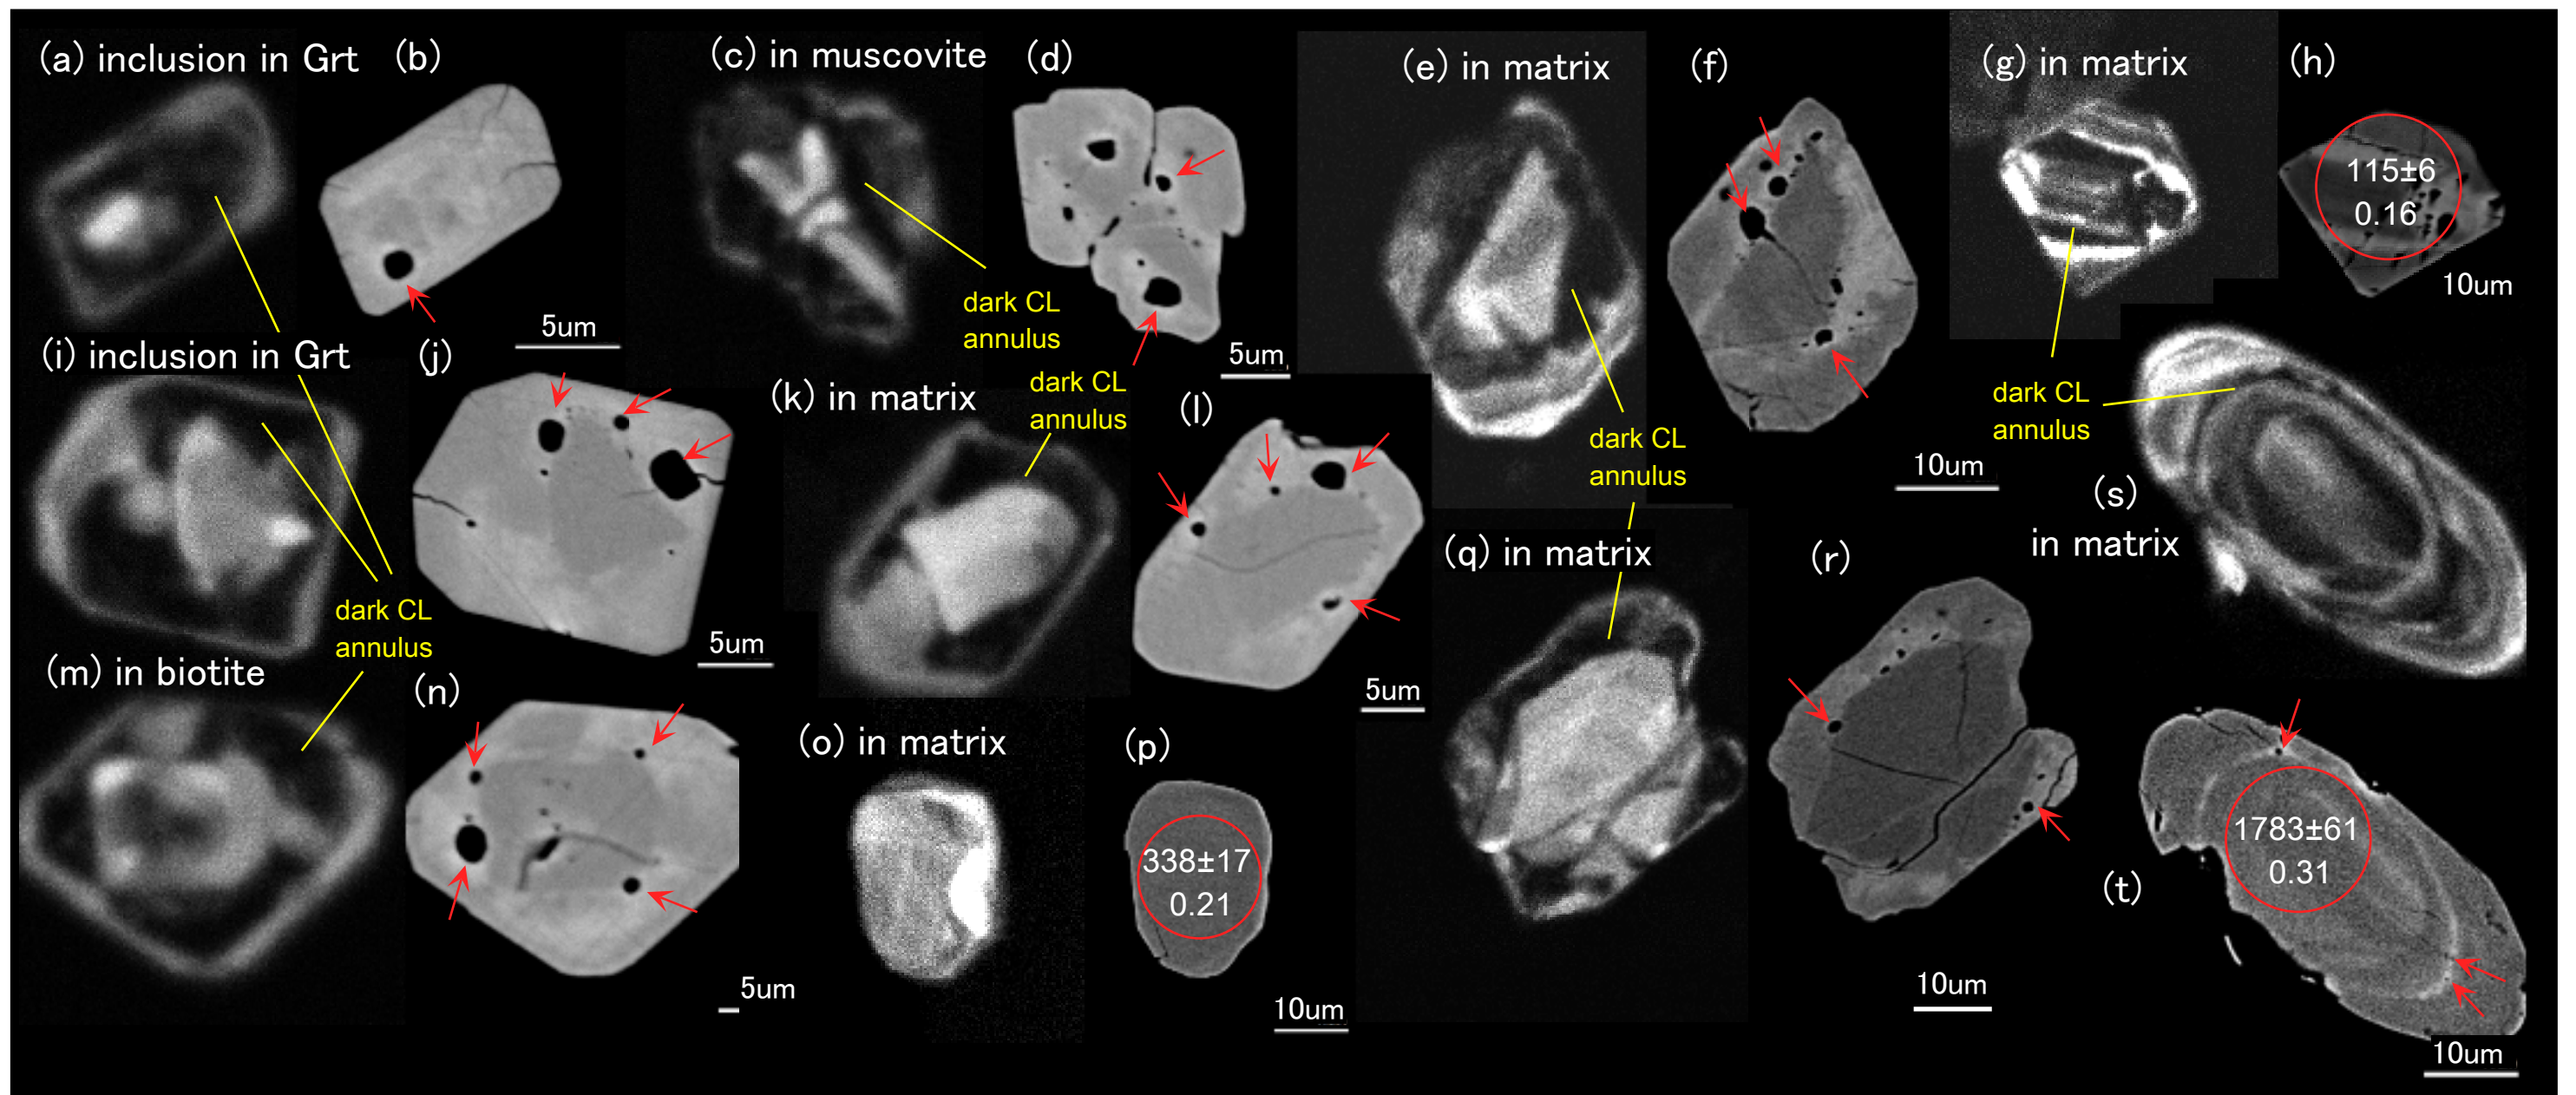 (a) inclusion in Grt
(b)
(c) in muscovite
(d)
(e) in matrix
(f)
(g) in matrix
(h)
115±6
0.16
10um
dark CL
annulus
5um
5um
(i) inclusion in Grt
(j)
dark CL
annulus
(k) in matrix
(l)
dark CL
annulus
10um
dark CL
annulus
(s)
in matrix
dark CL
annulus
5um
(m) in biotite
(n)
5um
(q) in matrix
(r)
(o) in matrix
(p)
338±17
0.21
1783±61
0.31
(t)
5um
10um
10um
10um